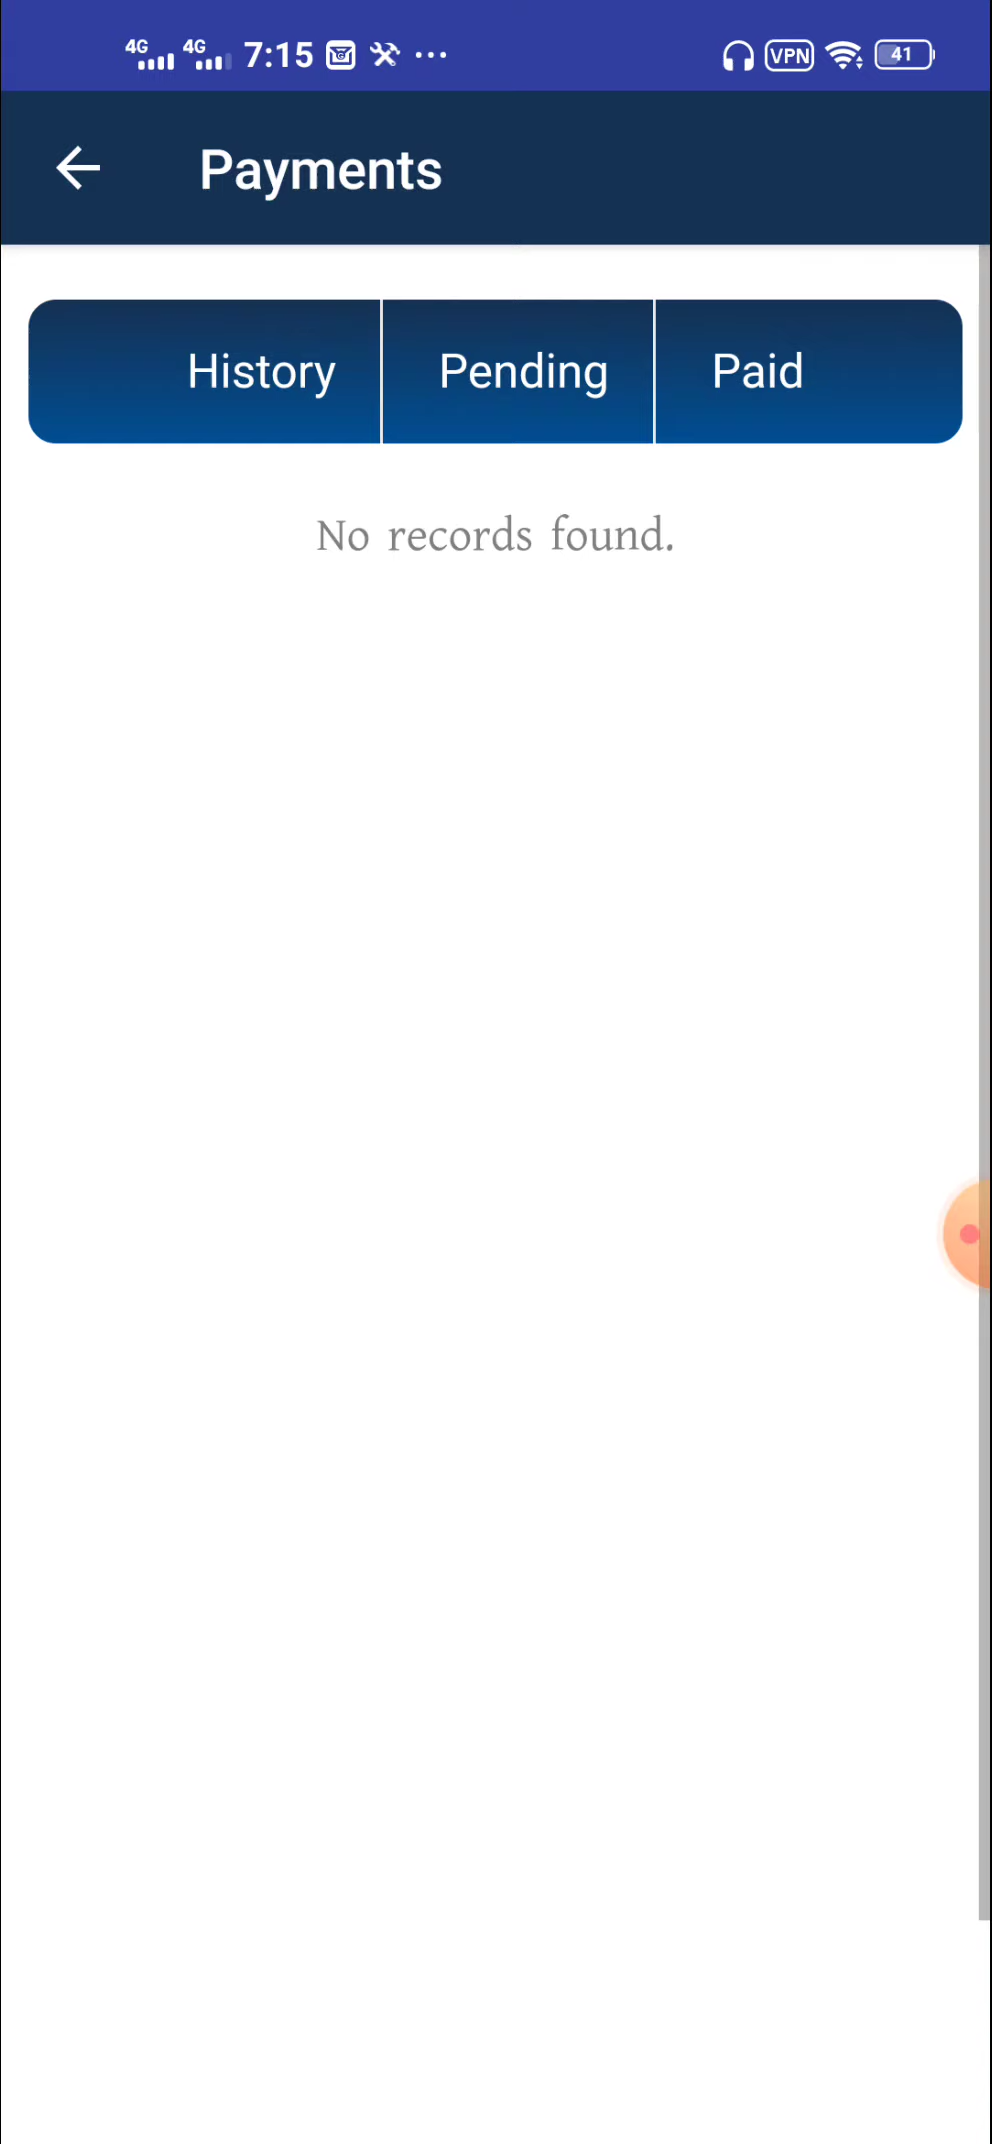 4G 4G 7:15 ... VPN 41
Payments
History Pending Paid
No records found.